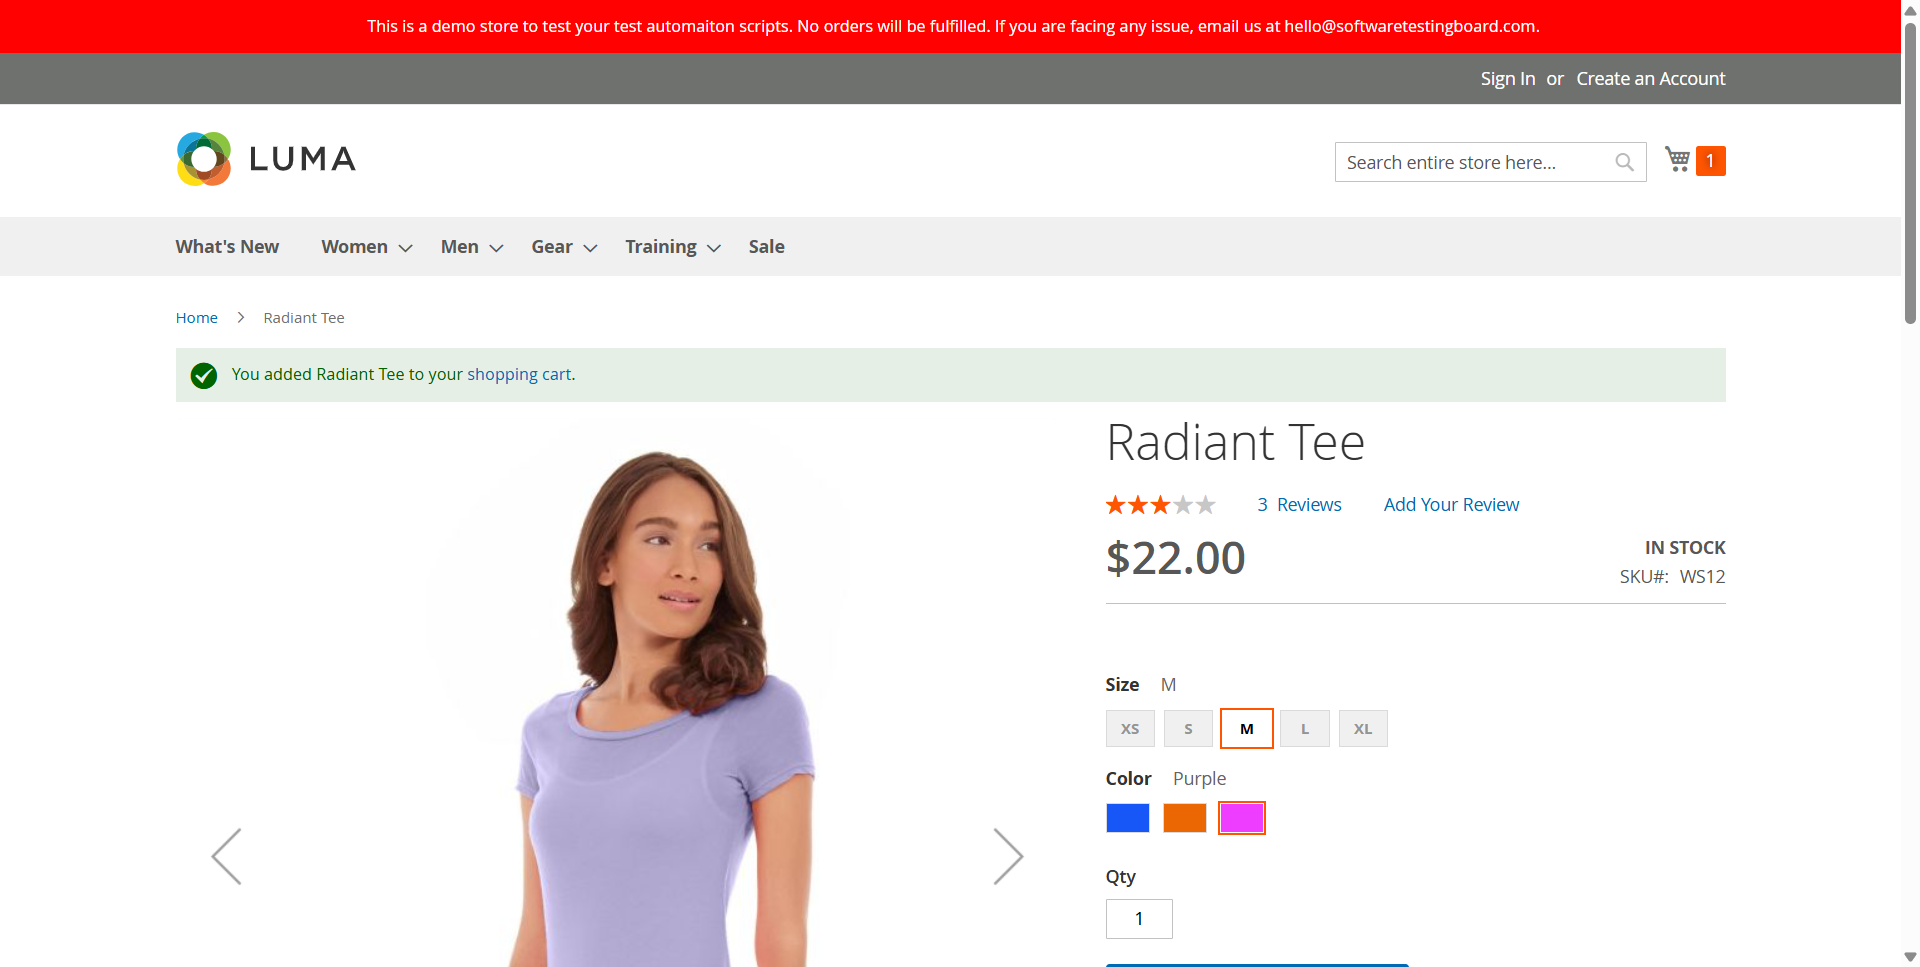 This is a demo store to test your test automaiton scripts. No orders will be fulfilled. If you are facing any issue, email us at hello@softwaretestingboard.com.
Sign In or Create an Account
LUMA
Search entire store here...
1
What's New Women Men Gear Training Sale
Home > Radiant Tee
You added Radiant Tee to your shopping cart.
Radiant Tee
3 Reviews Add Your Review
$22.00
IN STOCK
SKU#: WS12
Size M
XS S M L XL
Color Purple
Qty
1